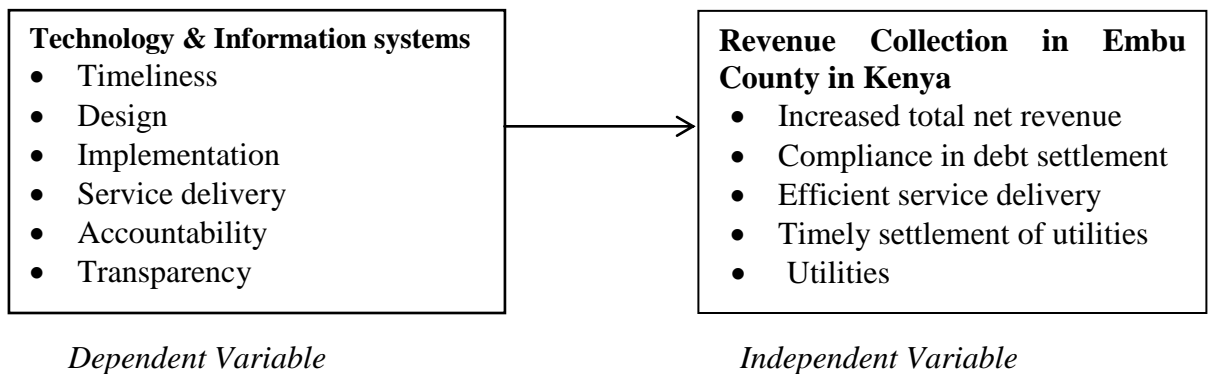 Technology & Information systems
• Timeliness
• Design
• Implementation
• Service delivery
• Accountability
• Transparency
Revenue Collection in Embu
County in Kenya
• Increased total net revenue
• Compliance in debt settlement
• Efficient service delivery
• Timely settlement of utilities
• Utilities
Dependent Variable
Independent Variable